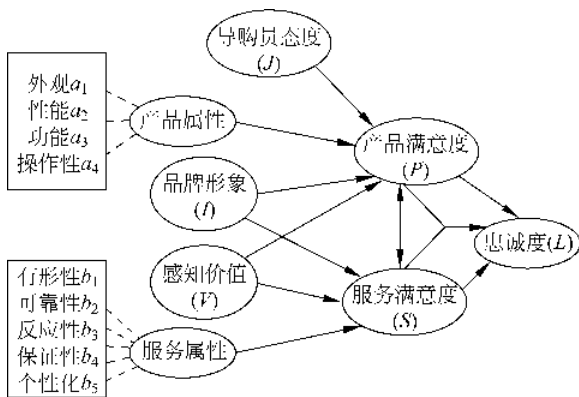 导购员态度
(J)
外观a1
性能a2
功能a3
操作性a4
产品属性
产品满意度
(P)
品牌形象
(I)
忠诚度(L)
感知价值
(V)
服务满意度
(S)
有形性b1
可靠性b2
反应性b3
保证性b4
个性化b5
服务属性